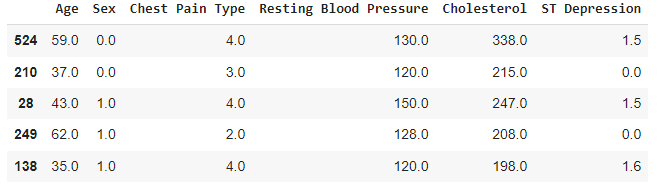 Age Sex Chest Pain Type Resting Blood Pressure Cholesterol ST Depression
524 59.0 0.0 4.0 130.0 338.0 1.5
210 37.0 0.0 3.0 120.0 215.0 0.0
28 43.0 1.0 4.0 150.0 247.0 1.5
249 62.0 1.0 2.0 128.0 208.0 0.0
138 35.0 1.0 4.0 120.0 198.0 1.6